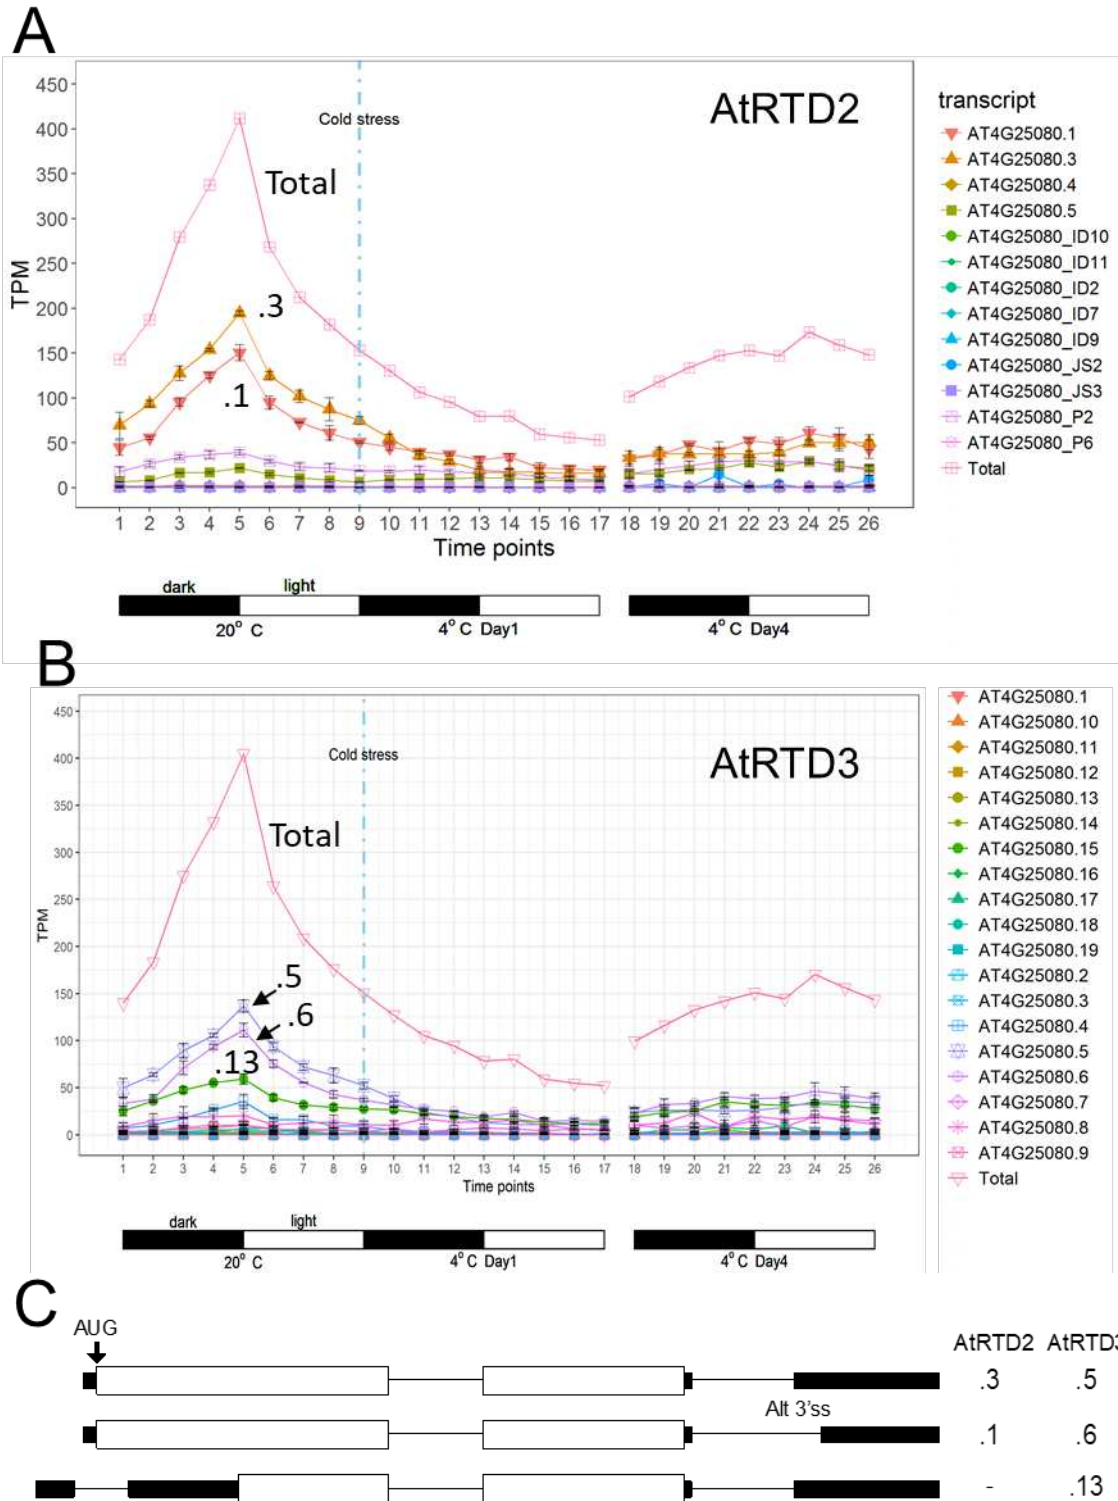 A
AtRTD2
Cold stress
Total
.3
.1
TPM
450
400
350
300
250
200
150
100
50
0
1 2 3 4 5 6 7 8 9 10 11 12 13 14 15 16 17 18 19 20 21 22 23 24 25 26
Time points
dark light
20° C 4° C Day1 4° C Day4
transcript
AT4G25080.1
AT4G25080.3
AT4G25080.4
AT4G25080.5
AT4G25080_ID10
AT4G25080_ID11
AT4G25080_ID2
AT4G25080_ID7
AT4G25080_ID9
AT4G25080_JS2
AT4G25080_JS3
AT4G25080_P2
AT4G25080_P6
Total
B
AtRTD3
Cold stress
Total
.5
.6
.13
TPM
450
400
350
300
250
200
150
100
50
0
1 2 3 4 5 6 7 8 9 10 11 12 13 14 15 16 17 18 19 20 21 22 23 24 25 26
Time points
dark light
20° C 4° C Day1 4° C Day4
AT4G25080.1
AT4G25080.10
AT4G25080.11
AT4G25080.12
AT4G25080.13
AT4G25080.14
AT4G25080.15
AT4G25080.16
AT4G25080.17
AT4G25080.18
AT4G25080.19
AT4G25080.2
AT4G25080.3
AT4G25080.4
AT4G25080.5
AT4G25080.6
AT4G25080.7
AT4G25080.8
AT4G25080.9
Total
C
AUG
AtRTD2 AtRTD3
.3 .5
Alt 3'ss
.1 .6
- .13